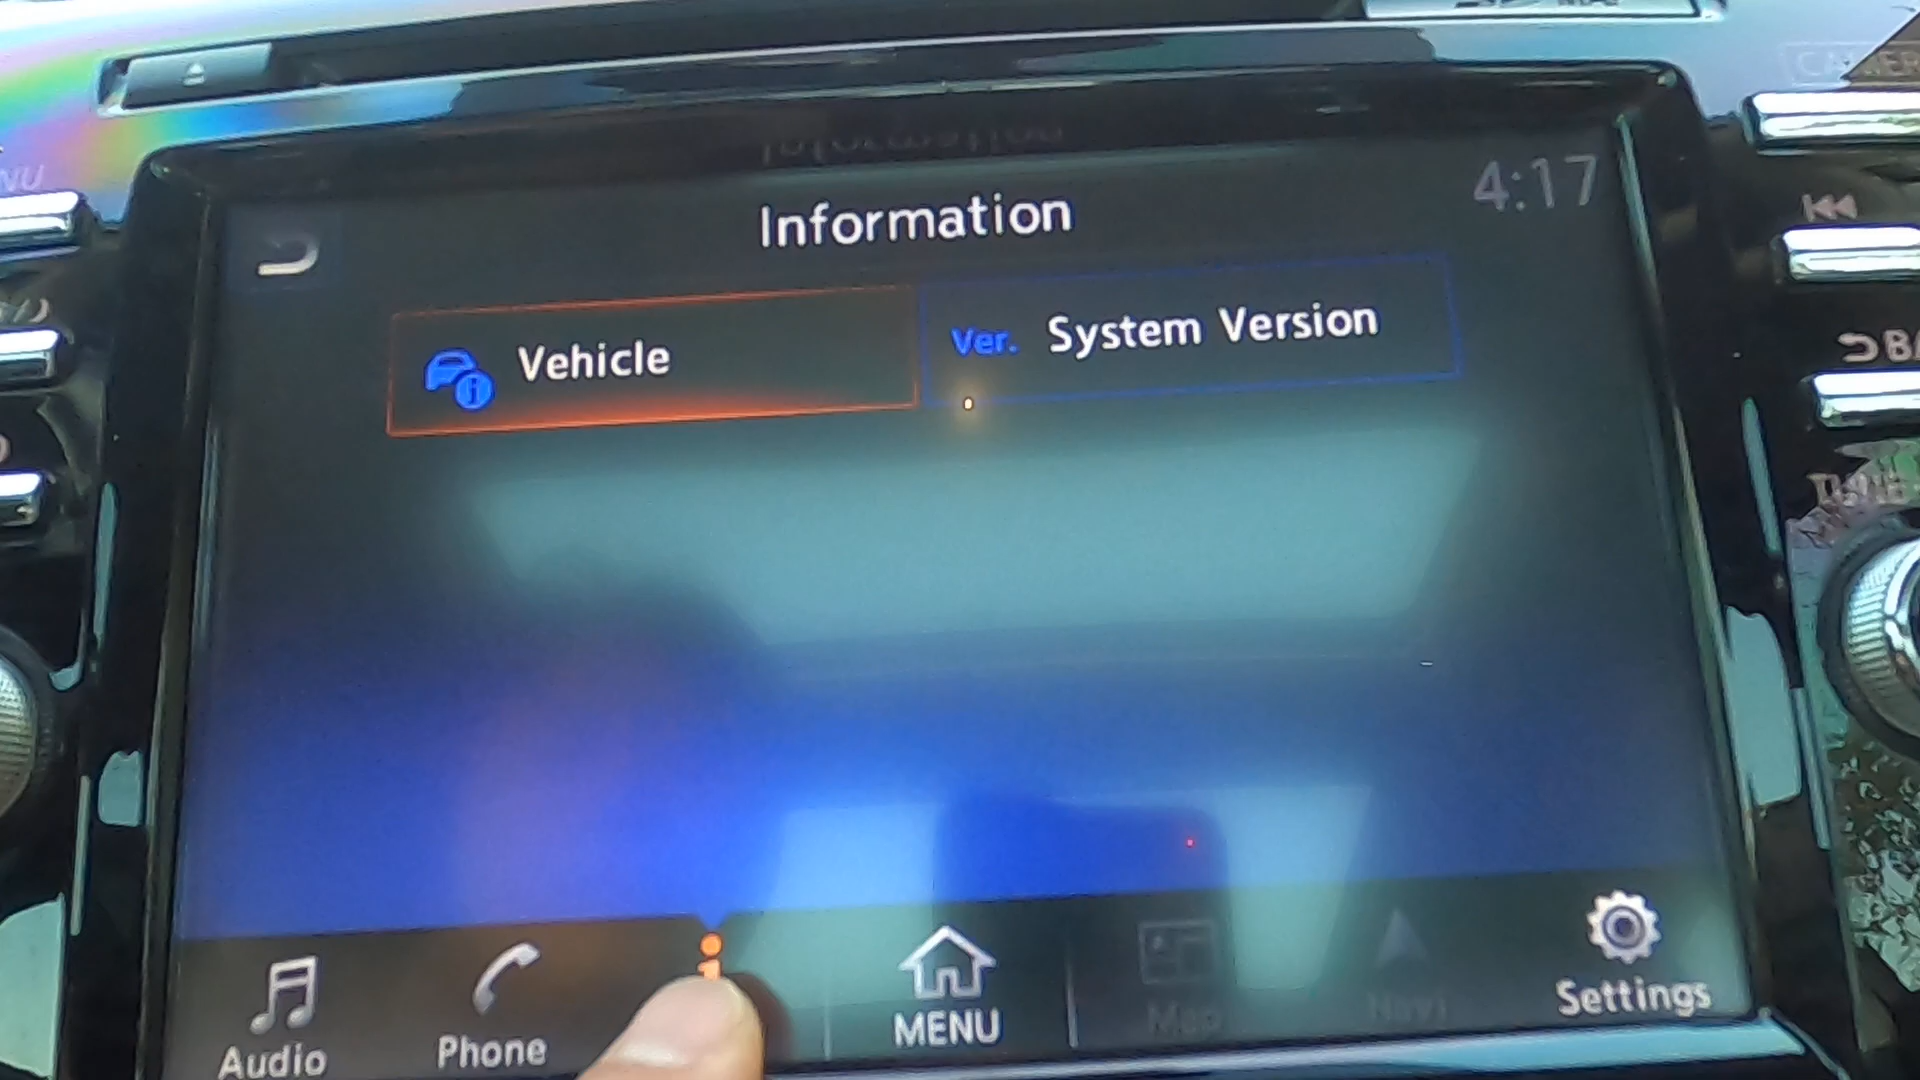 Information
4:17
Vehicle
Ver. System Version
Audio
Phone
MENU
Map
Navi
Settings